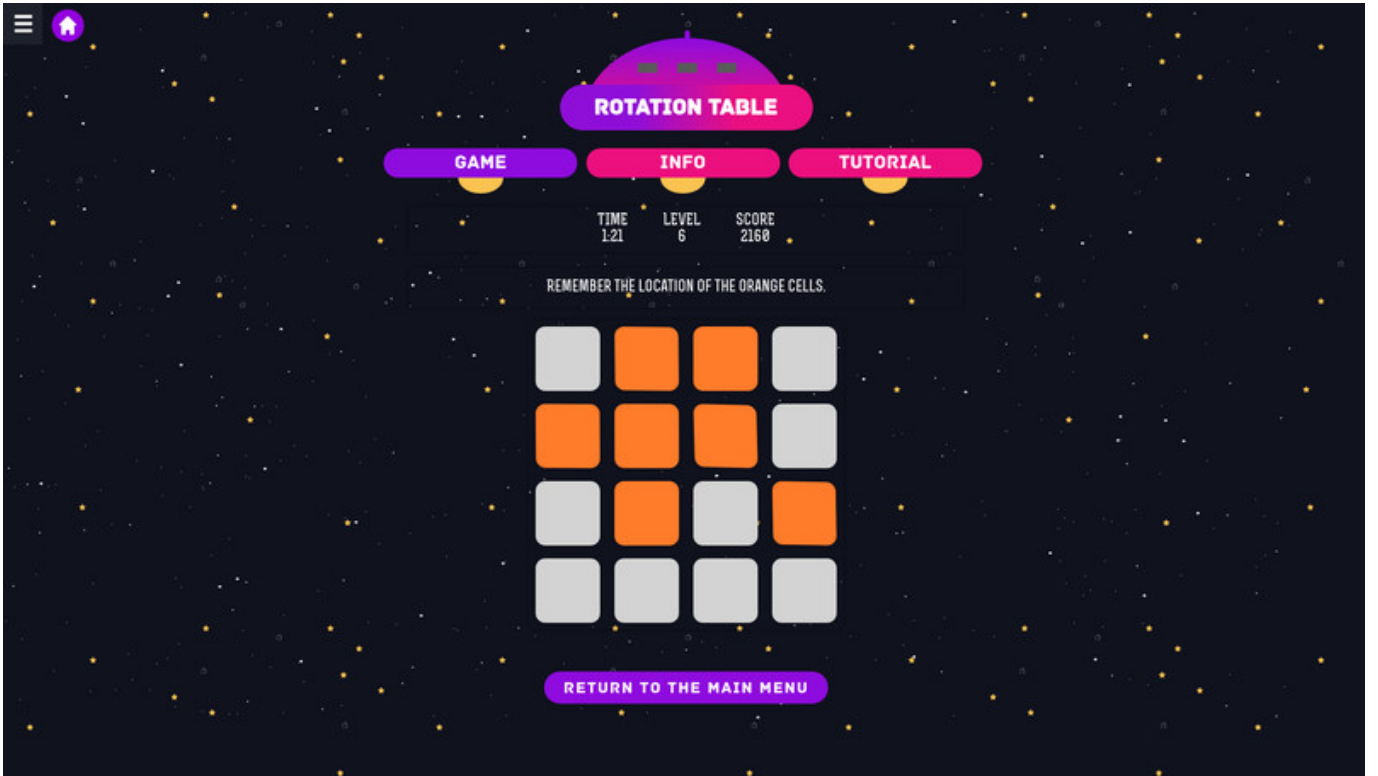 ROTATION TABLE
GAME INFO TUTORIAL
TIME LEVEL SCORE
1:21 6 2160
REMEMBER THE LOCATION OF THE ORANGE CELLS.
RETURN TO THE MAIN MENU